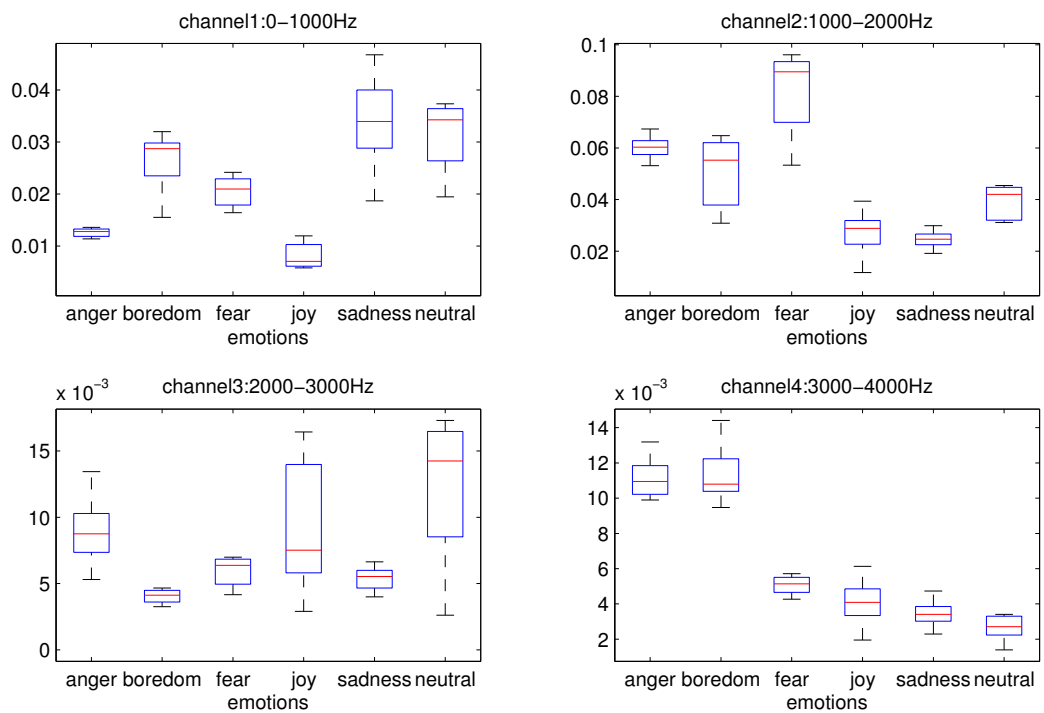 channel1:0−1000Hz
0.04
0.03
0.02
0.01
anger boredom fear joy sadness neutral
emotions
channel2:1000−2000Hz
0.1
0.08
0.06
0.04
0.02
anger boredom fear joy sadness neutral
emotions
x 10⁻³
channel3:2000−3000Hz
15
10
5
0
anger boredom fear joy sadness neutral
emotions
x 10⁻³
channel4:3000−4000Hz
14
12
10
8
6
4
2
anger boredom fear joy sadness neutral
emotions